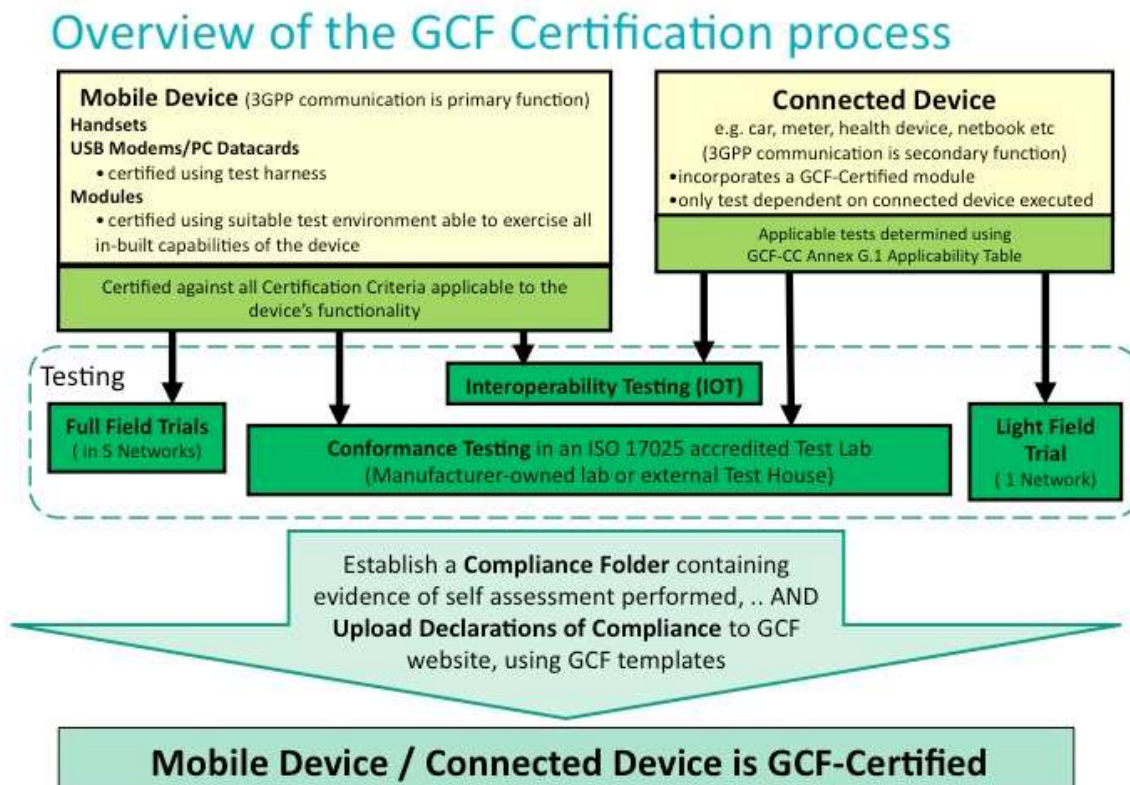 Overview of the GCF Certification process
Mobile Device (3GPP communication is primary function)
Handsets
USB Modems/PC Datacards
•certified using test harness
Modules
•certified using suitable test environment able to exercise all
in-built capabilities of the device
Certified against all Certification Criteria applicable to the
device's functionality
Connected Device
e.g. car, meter, health device, netbook etc
(3GPP communication is secondary function)
•incorporates a GCF-Certified module
•only test dependent on connected device executed
Applicable tests determined using
GCF-CC Annex G.1 Applicability Table
Testing
Full Field Trials
( in 5 Networks)
Interoperability Testing (IOT)
Conformance Testing in an ISO 17025 accredited Test Lab
(Manufacturer-owned lab or external Test House)
Light Field
Trial
( 1 Network)
Establish a Compliance Folder containing
evidence of self assessment performed, .. AND
Upload Declarations of Compliance to GCF
website, using GCF templates
Mobile Device / Connected Device is GCF-Certified